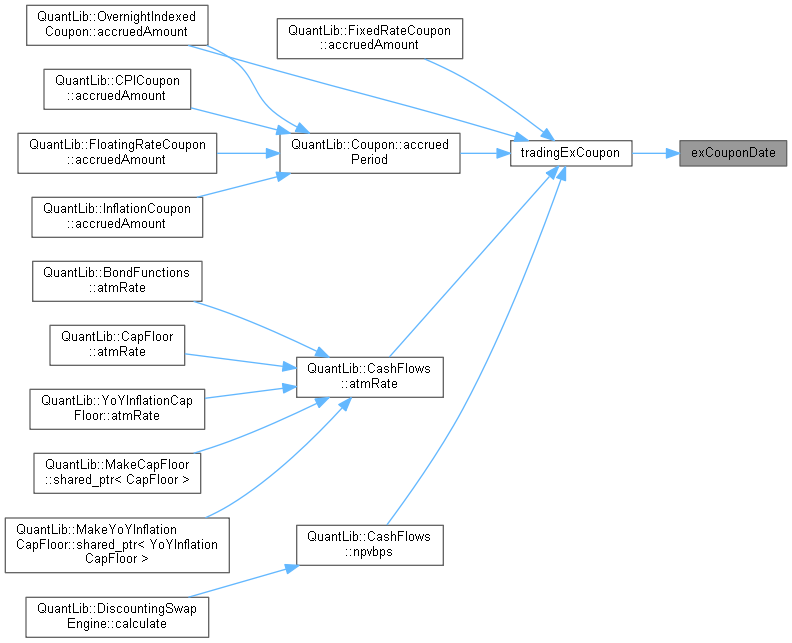 QuantLib::OvernightIndexed
Coupon::accruedAmount
QuantLib::FixedRateCoupon
::accruedAmount
QuantLib::CPICoupon
::accruedAmount
QuantLib::FloatingRateCoupon
::accruedAmount
QuantLib::Coupon::accrued
Period
tradingExCoupon
exCouponDate
QuantLib::InflationCoupon
::accruedAmount
QuantLib::BondFunctions
::atmRate
QuantLib::CapFloor
::atmRate
QuantLib::CashFlows
::atmRate
QuantLib::YoYInflationCap
Floor::atmRate
QuantLib::MakeCapFloor
::shared_ptr< CapFloor >
QuantLib::MakeYoYInflation
CapFloor::shared_ptr< YoYInflation
CapFloor >
QuantLib::CashFlows
::npvbps
QuantLib::DiscountingSwap
Engine::calculate